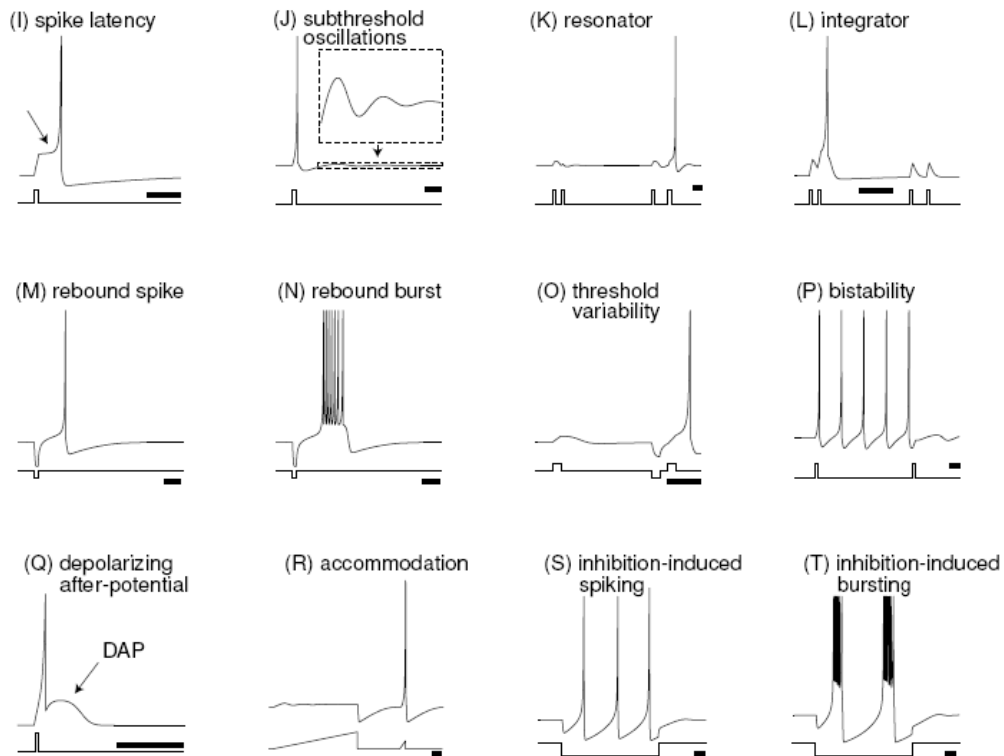 (I) spike latency
(J) subthreshold
oscillations
(K) resonator
(L) integrator
(M) rebound spike
(N) rebound burst
(O) threshold
variability
(P) bistability
(Q) depolarizing
after-potential
DAP
(R) accommodation
(S) inhibition-induced
spiking
(T) inhibition-induced
bursting